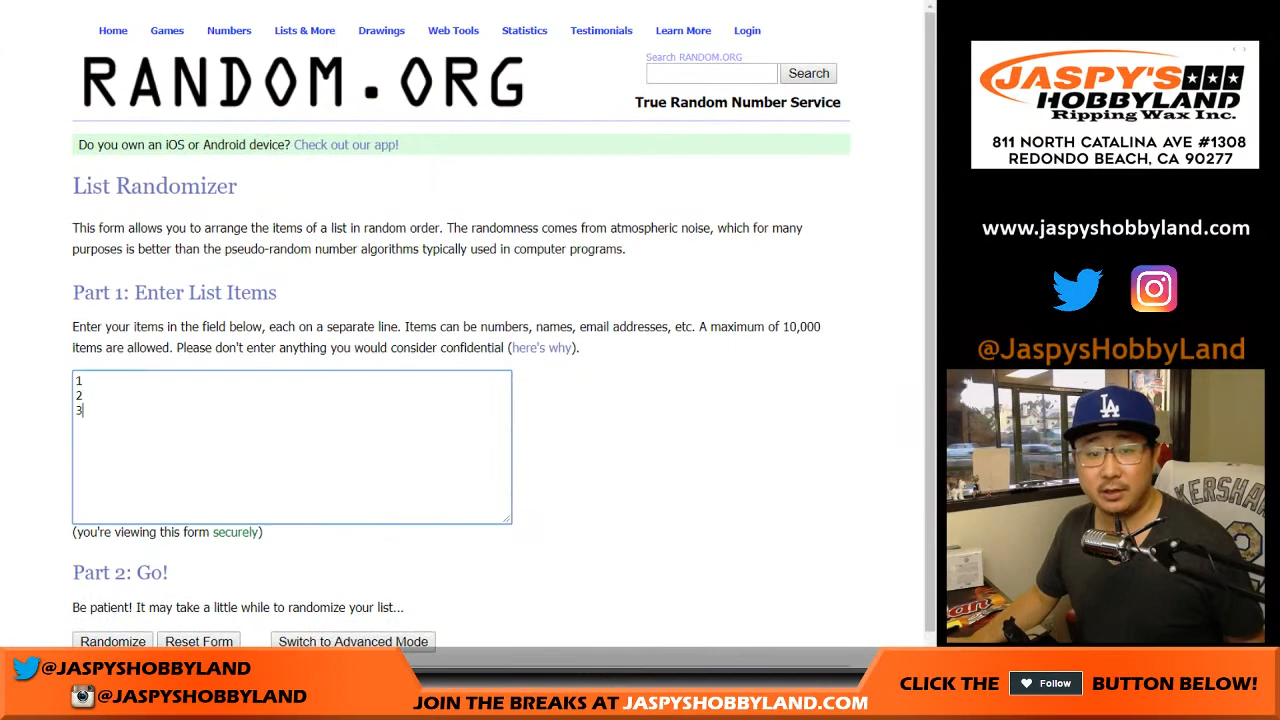 Home Games Numbers Lists & More Drawings Web Tools Statistics Testimonials Learn More Login
RANDOM.ORG
Search RANDOM.ORG
Search
True Random Number Service
Do you own an iOS or Android device? Check out our app!
List Randomizer
This form allows you to arrange the items of a list in random order. The randomness comes from atmospheric noise, which for many
purposes is better than the pseudo-random number algorithms typically used in computer programs.
Part 1: Enter List Items
Enter your items in the field below, each on a separate line. Items can be numbers, names, email addresses, etc. A maximum of 10,000
items are allowed. Please don't enter anything you would consider confidential (here's why).
1
2
3
(you're viewing this form securely)
Part 2: Go!
Be patient! It may take a little while to randomize your list...
Randomize Reset Form Switch to Advanced Mode
JASPY'S
HOBBYLAND
Ripping Wax Inc.
811 NORTH CATALINA AVE #1308
REDONDO BEACH, CA 90277
www.jaspyshobbyland.com
@JaspysHobbyLand
LA
KERSHA
@JASPYSHOBBYLAND
@JASPYSHOBBYLAND
JOIN THE BREAKS AT JASPYSHOBBYLAND.COM
CLICK THE Follow BUTTON BELOW!